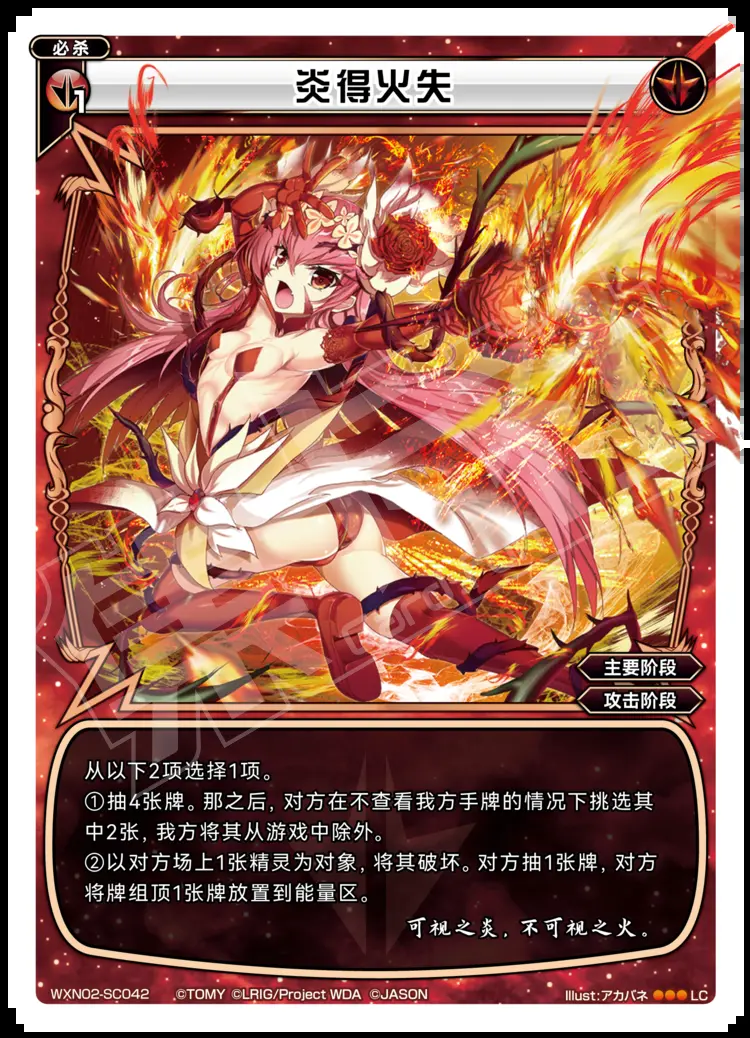 必杀
1
炎得火失
主要阶段
攻击阶段
从以下2项选择1项。
①抽4张牌。那之后，对方在不查看我方手牌的情况下挑选其
中2张，我方将其从游戏中除外。
②以对方场上1张精灵为对象，将其破坏。对方抽1张牌，对方
将牌组顶1张牌放置到能量区。
可视之炎，不可视之火。
WXN02-SC042 ©TOMY ©LRIG/Project WDA ©JASON
Illust:アカバネ LC